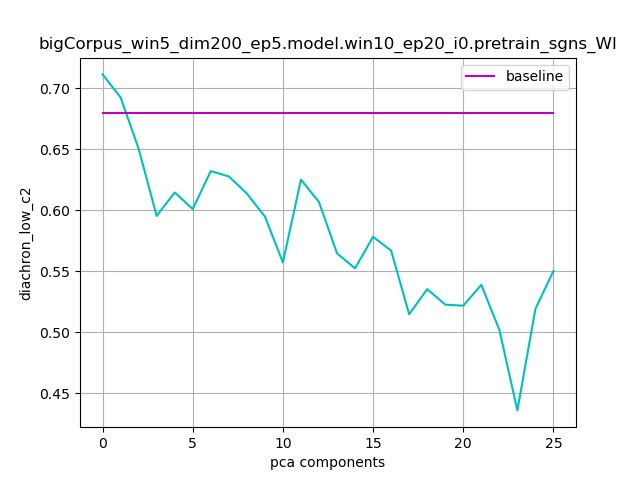 bigCorpus_win5_dim200_ep5.model.win10_ep20_i0.pretrain_sgns_WI
baseline
diachron_low_c2
0.70
0.65
0.60
0.55
0.50
0.45
0 5 10 15 20 25
pca components